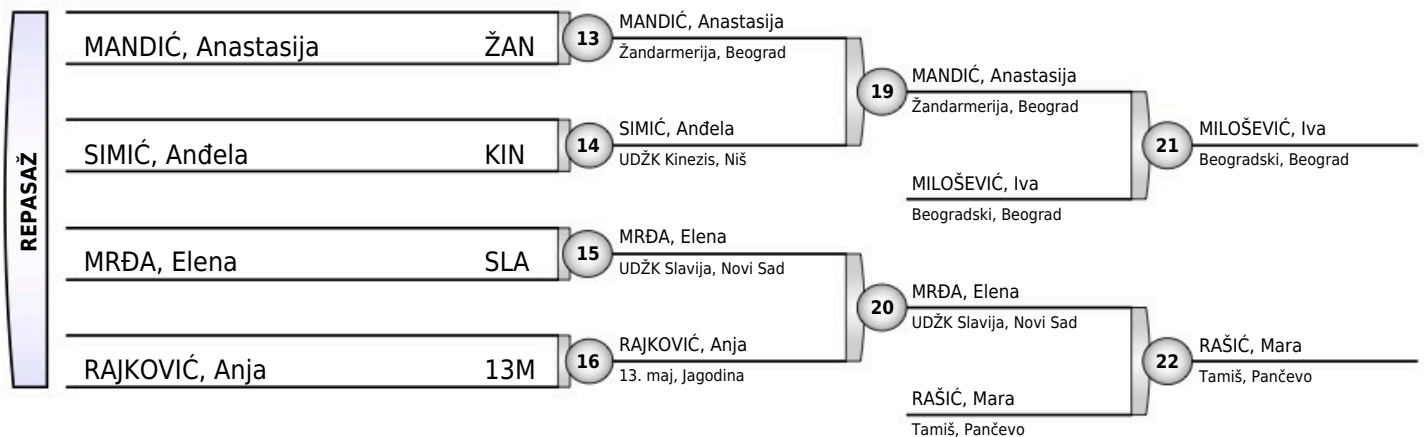 REPASAŽ
MANDIĆ, Anastasija ŽAN
SIMIĆ, Anđela KIN
MRĐA, Elena SLA
RAJKOVIĆ, Anja 13M
13
MANDIĆ, Anastasija
Žandarmerija, Beograd
14
SIMIĆ, Anđela
UDŽK Kinezis, Niš
15
MRĐA, Elena
UDŽK Slavija, Novi Sad
16
RAJKOVIĆ, Anja
13. maj, Jagodina
19
MANDIĆ, Anastasija
Žandarmerija, Beograd
MILOŠEVIĆ, Iva
Beogradski, Beograd
20
MRĐA, Elena
UDŽK Slavija, Novi Sad
RAŠIĆ, Mara
Tamiš, Pančevo
21
MILOŠEVIĆ, Iva
Beogradski, Beograd
22
RAŠIĆ, Mara
Tamiš, Pančevo